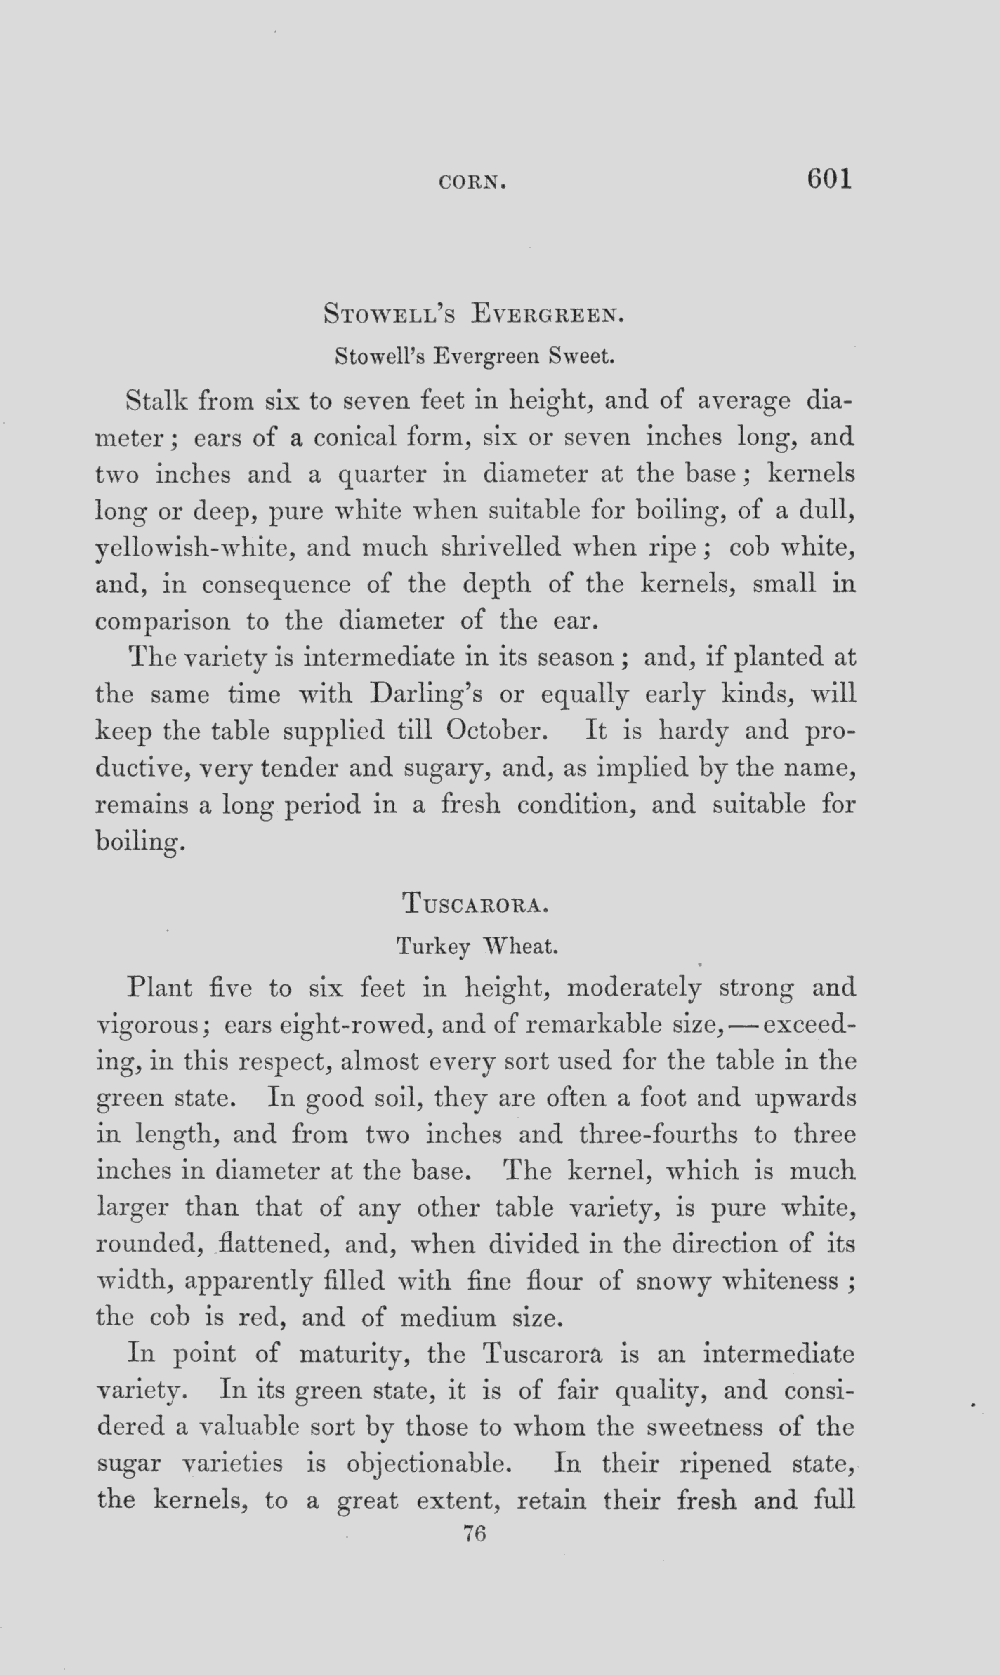 CORN. 601
STOWELL'S EVERGREEN.
Stowell's Evergreen Sweet.
Stalk from six to seven feet in height, and of average dia-
meter; ears of a conical form, six or seven inches long, and
two inches and a quarter in diameter at the base; kernels
long or deep, pure white when suitable for boiling, of a dull,
yellowish-white, and much shrivelled when ripe; cob white,
and, in consequence of the depth of the kernels, small in
comparison to the diameter of the ear.
The variety is intermediate in its season; and, if planted at
the same time with Darling's or equally early kinds, will
keep the table supplied till October. It is hardy and pro-
ductive, very tender and sugary, and, as implied by the name,
remains a long period in a fresh condition, and suitable for
boiling.
TUSCARORA.
Turkey Wheat.
Plant five to six feet in height, moderately strong and
vigorous; ears eight-rowed, and of remarkable size,—exceed-
ing, in this respect, almost every sort used for the table in the
green state. In good soil, they are often a foot and upwards
in length, and from two inches and three-fourths to three
inches in diameter at the base. The kernel, which is much
larger than that of any other table variety, is pure white,
rounded, flattened, and, when divided in the direction of its
width, apparently filled with fine flour of snowy whiteness;
the cob is red, and of medium size.
In point of maturity, the Tuscarora is an intermediate
variety. In its green state, it is of fair quality, and consi-
dered a valuable sort by those to whom the sweetness of the
sugar varieties is objectionable. In their ripened state,
the kernels, to a great extent, retain their fresh and full
76